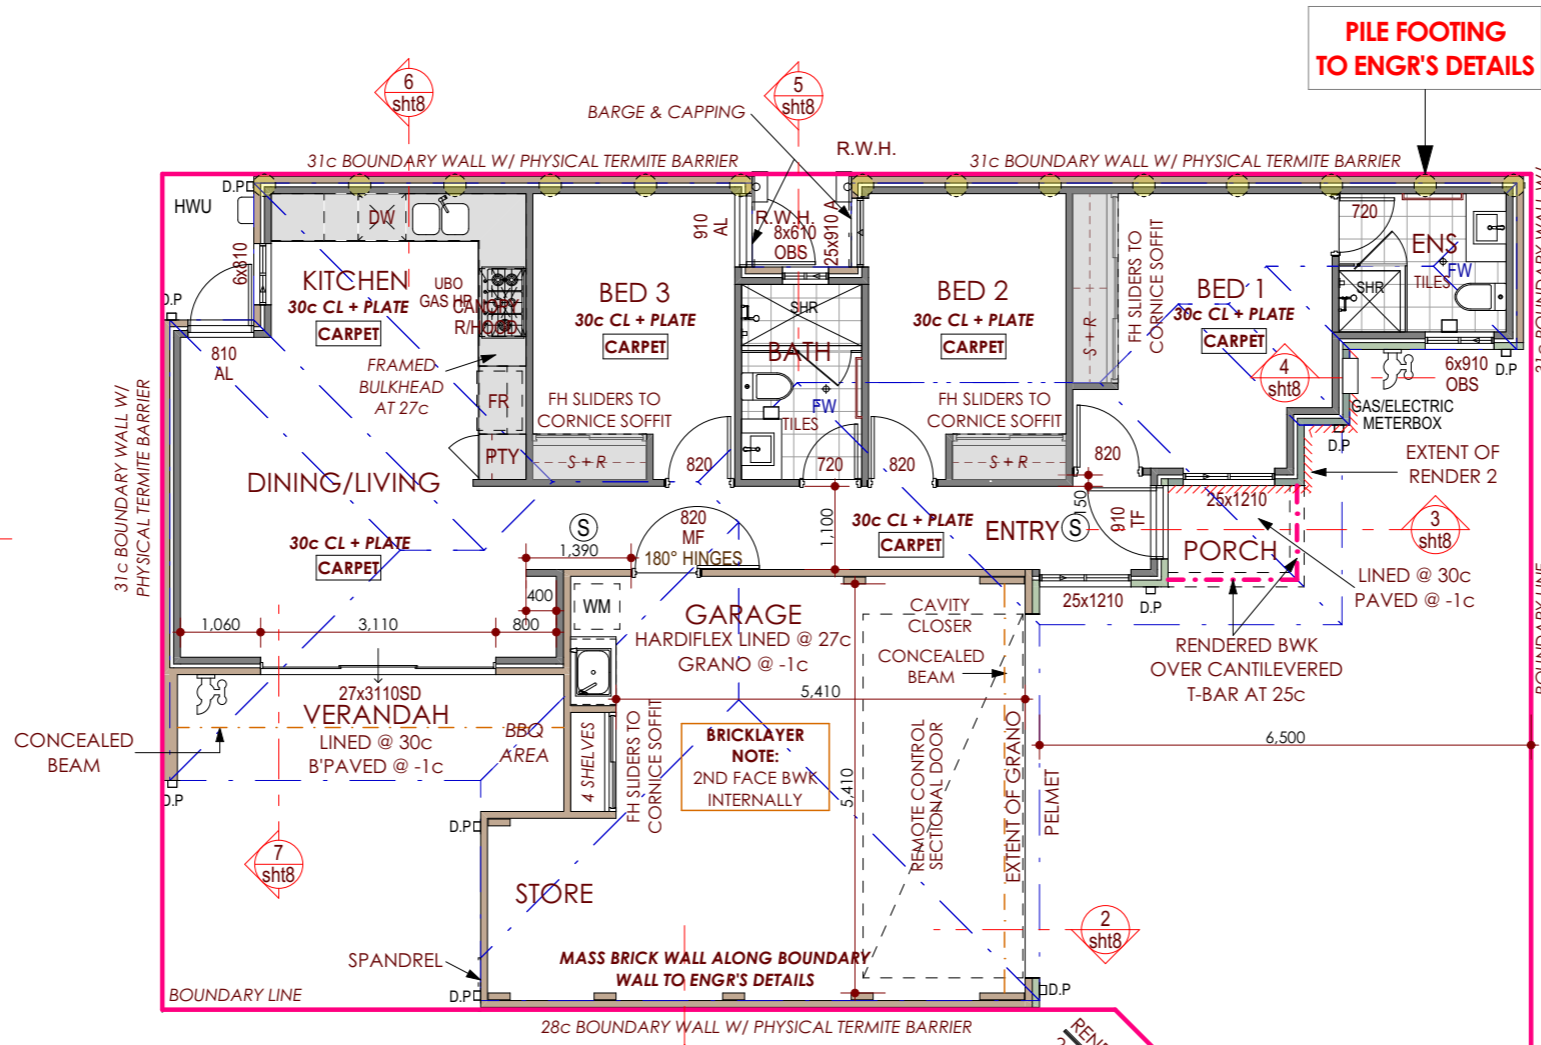 PILE FOOTING
TO ENGR'S DETAILS
6
sht8
5
sht8
BARGE & CAPPING
R.W.H.
31c BOUNDARY WALL W/ PHYSICAL TERMITE BARRIER
31c BOUNDARY WALL W/ PHYSICAL TERMITE BARRIER
D.P
HWU
DW
6x810
KITCHEN
30c CL + PLATE
CARPET
UBO
GAS HP
CANOPY
R/HOOD
FRAMED
BULKHEAD
AT 27c
FR
PTY
D.P
810
AL
BED 3
30c CL + PLATE
CARPET
FH SLIDERS TO
CORNICE SOFFIT
S + R
910
AL
R.W.H.
8x610
OBS
25x910 A
SHR
BATH
FW
TILES
820
720
820
BED 2
30c CL + PLATE
CARPET
FH SLIDERS TO
CORNICE SOFFIT
S + R
S + R
FH SLIDERS TO
CORNICE SOFFIT
BED 1
30c CL + PLATE
CARPET
720
ENS
FW
TILES
SHR
4
sht8
6x910
OBS
D.P
GAS/ELECTRIC
METERBOX
D.P
EXTENT OF
RENDER 2
820
31c BOUNDARY WALL W/
31c BOUNDARY WALL W/
PHYSICAL TERMITE BARRIER
DINING/LIVING
30c CL + PLATE
CARPET
S
1,390
820
MF
180° HINGES
1,100
30c CL + PLATE
CARPET
ENTRY
S
150
910
TF
25x1210
PORCH
3
sht8
LINED @ 30c
PAVED @ -1c
25x1210
D.P
RENDERED BWK
OVER CANTILEVERED
T-BAR AT 25c
BOUNDARY LINE
400
1,060
3,110
800
WM
GARAGE
HARDIFLEX LINED @ 27c
GRANO @ -1c
CAVITY
CLOSER
CONCEALED
BEAM
5,410
27x3110SD
VERANDAH
LINED @ 30c
B'PAVED @ -1c
BBQ
AREA
CONCEALED
BEAM
D.P
4 SHELVES
FH SLIDERS TO
CORNICE SOFFIT
BRICKLAYER
NOTE:
2ND FACE BWK
INTERNALLY
5,410
REMOTE CONTROL
SECTIONAL DOOR
EXTENT OF GRANO
PELMET
6,500
D.P
7
sht8
STORE
2
sht8
SPANDREL
MASS BRICK WALL ALONG BOUNDARY
WALL TO ENGR'S DETAILS
D.P
D.P
BOUNDARY LINE
28c BOUNDARY WALL W/ PHYSICAL TERMITE BARRIER